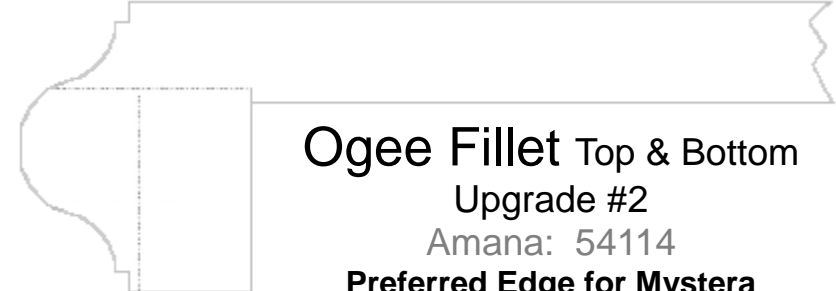 Ogee Fillet Top & Bottom
Upgrade #2
Amana: 54114
Preferred Edge for Mystera